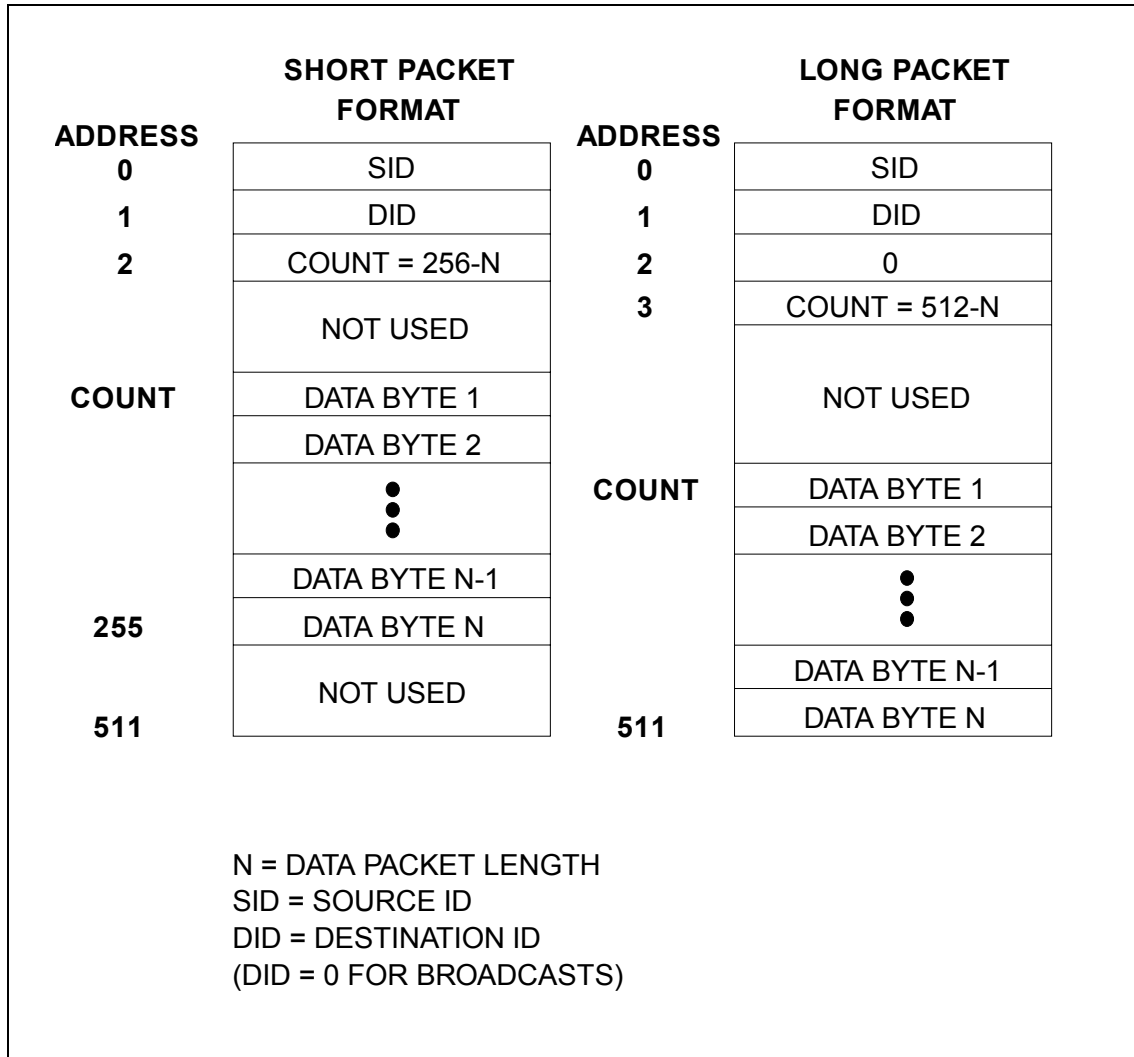 SHORT PACKET
FORMAT
ADDRESS
0 SID
1 DID
2 COUNT = 256-N
NOT USED
COUNT DATA BYTE 1
DATA BYTE 2
DATA BYTE N-1
255 DATA BYTE N
NOT USED
511
LONG PACKET
FORMAT
ADDRESS
0 SID
1 DID
2 0
3 COUNT = 512-N
NOT USED
COUNT DATA BYTE 1
DATA BYTE 2
DATA BYTE N-1
511 DATA BYTE N
N = DATA PACKET LENGTH
SID = SOURCE ID
DID = DESTINATION ID
(DID = 0 FOR BROADCASTS)